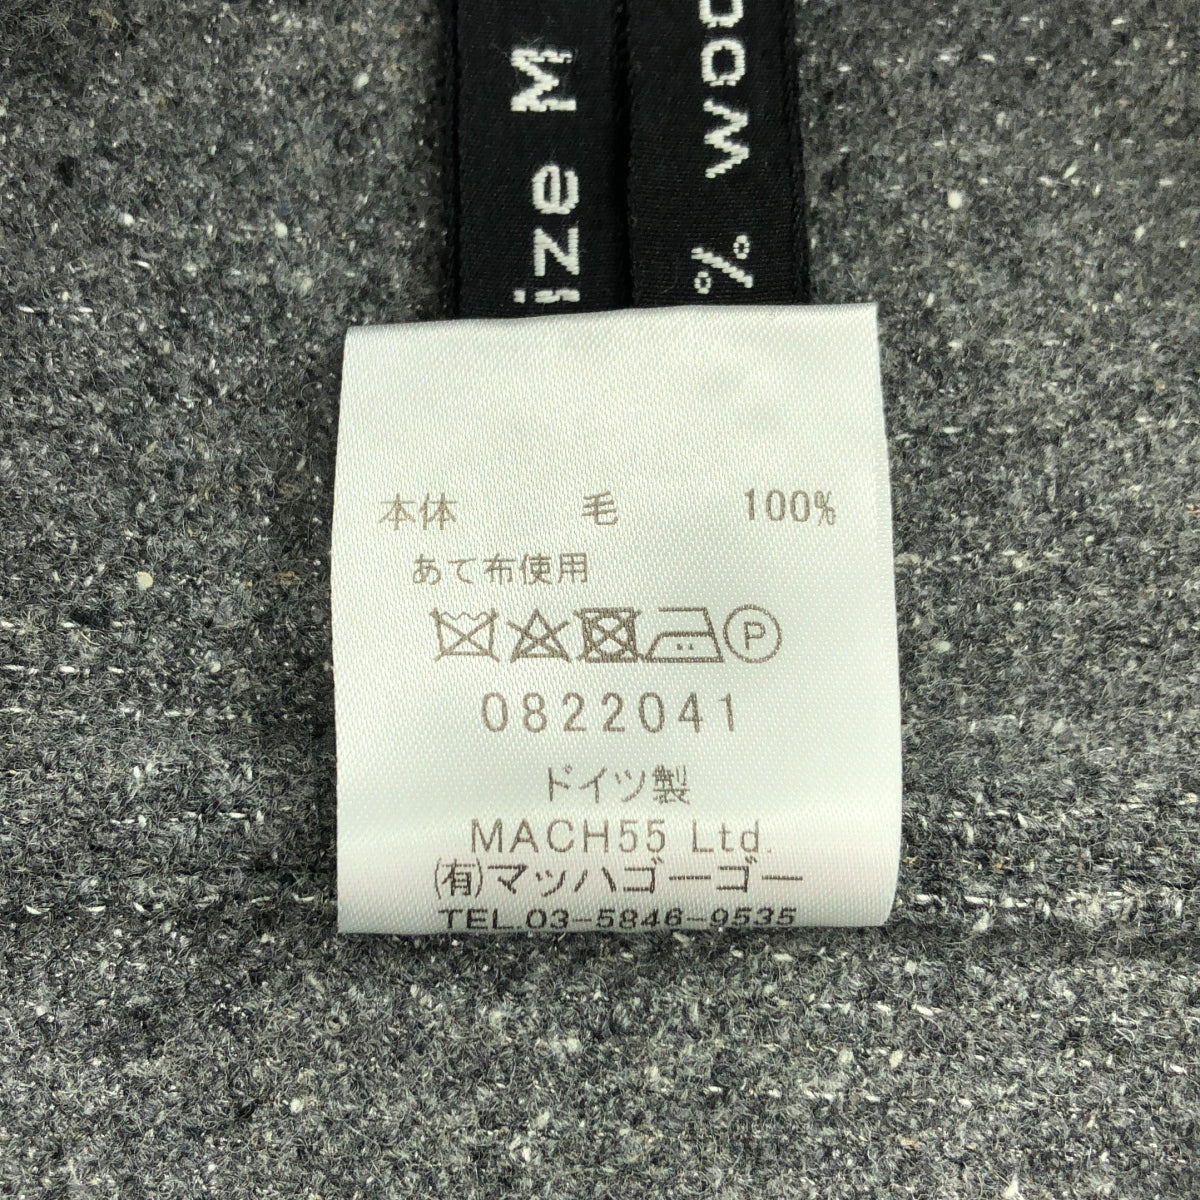 ize M
% woo
本体 毛 100%
あて布使用
P
0822041
ドイツ製
MACH55 Ltd.
(有)マッハゴーゴー
TEL.03-5846-9535